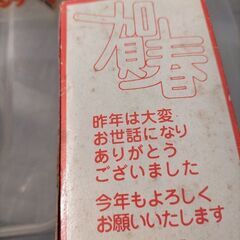 賀春
昨年は大変
お世話になり
ありがとう
ございました
今年もよろしく
お願いいたします